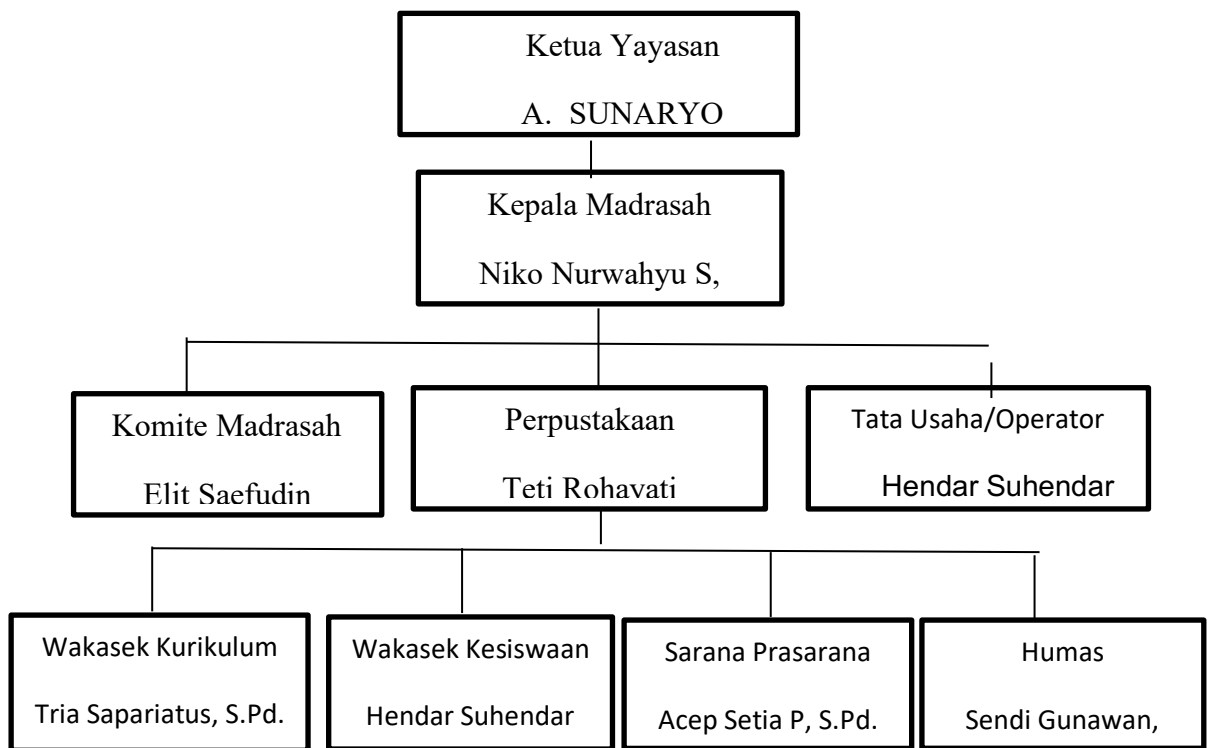 Ketua Yayasan
A. SUNARYO
Kepala Madrasah
Niko Nurwahyu S,
Komite Madrasah
Elit Saefudin
Perpustakaan
Teti Rohayati
Tata Usaha/Operator
Hendar Suhendar
Wakasek Kurikulum
Tria Sapariatus, S.Pd.
Wakasek Kesiswaan
Hendar Suhendar
Sarana Prasarana
Acep Setia P, S.Pd.
Humas
Sendi Gunawan,